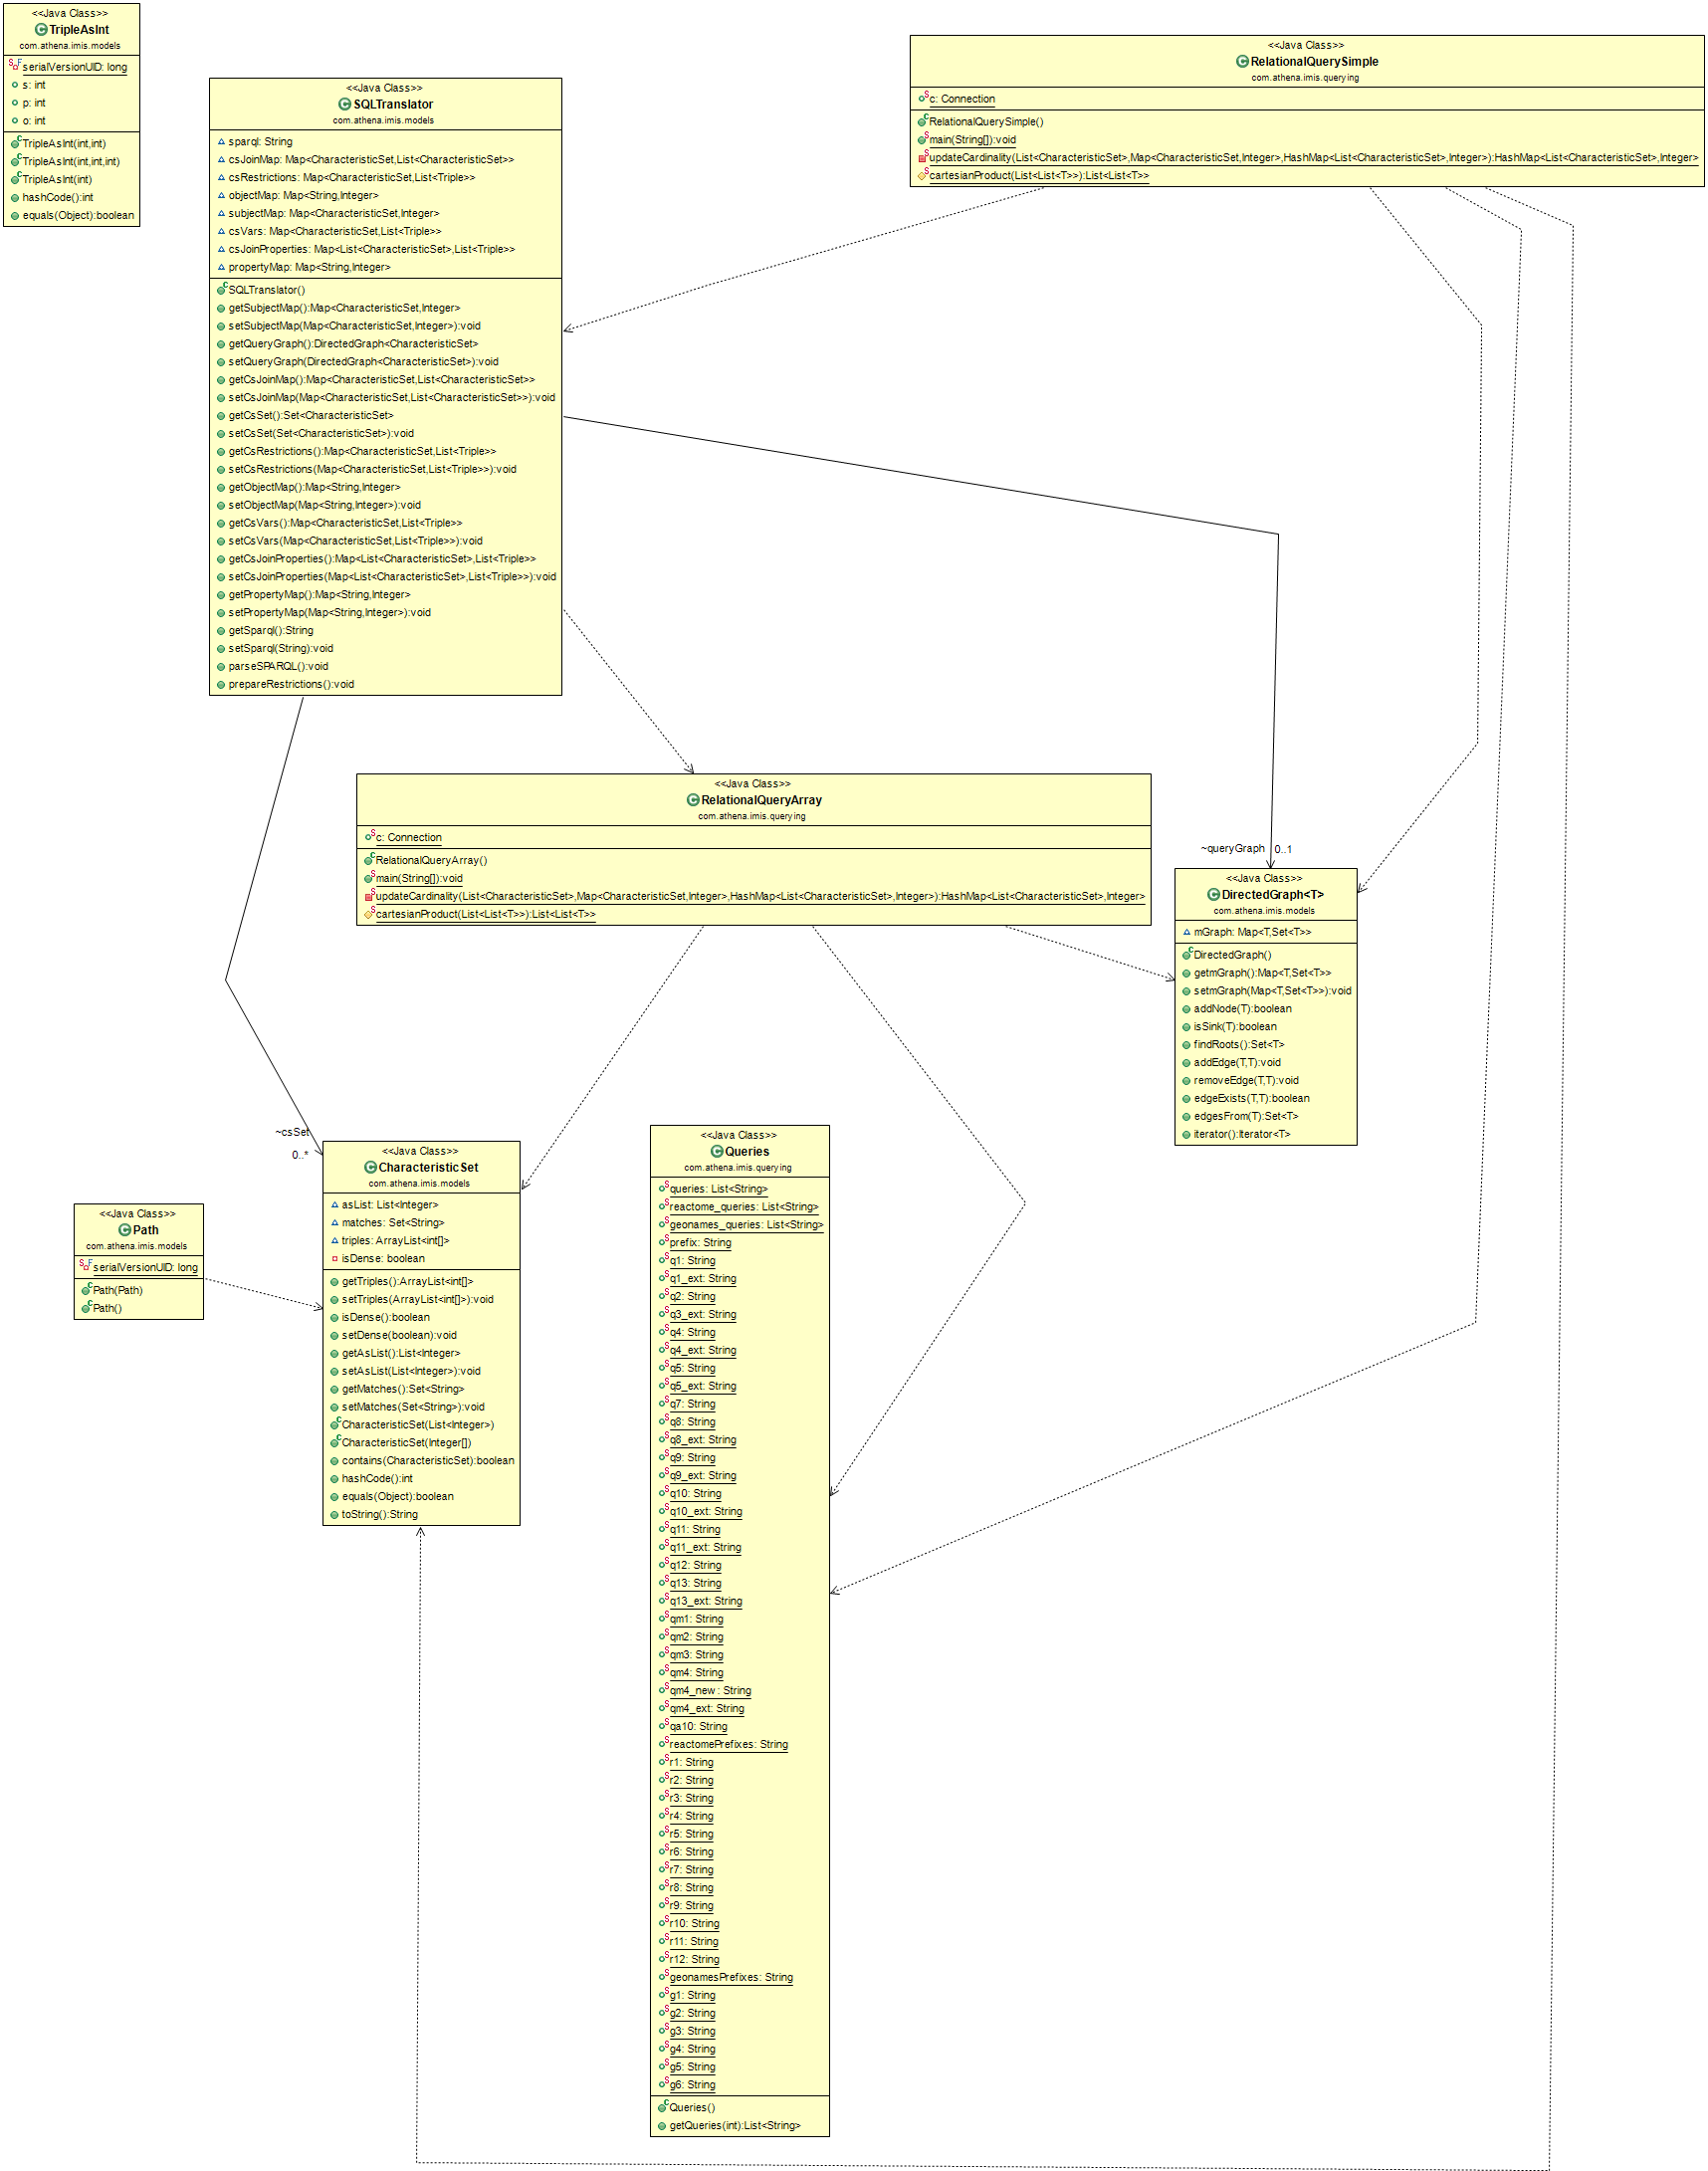 <<Java Class>>
TripleAsInt
com.athena.imis.models
serialVersionUID: long
s: int
p: int
o: int
TripleAsInt(int,int)
TripleAsInt(int,int,int)
TripleAsInt(int)
hashCode():int
equals(Object):boolean
<<Java Class>>
RelationalQuerySimple
com.athena.imis.querying
c: Connection
RelationalQuerySimple()
main(String[]):void
updateCardinality(List<CharacteristicSet>,Map<CharacteristicSet,Integer>,HashMap<List<CharacteristicSet>,Integer>):HashMap<List<CharacteristicSet>,Integer>
cartesianProduct(List<List<T>>):List<List<T>>
<<Java Class>>
SQLTranslator
com.athena.imis.models
sparql: String
csJoinMap: Map<CharacteristicSet,List<CharacteristicSet>>
csRestrictions: Map<CharacteristicSet,List<Triple>>
objectMap: Map<String,Integer>
subjectMap: Map<CharacteristicSet,Integer>
csVars: Map<CharacteristicSet,List<Triple>>
csJoinProperties: Map<List<CharacteristicSet>,List<Triple>>
propertyMap: Map<String,Integer>
SQLTranslator()
getSubjectMap():Map<CharacteristicSet,Integer>
setSubjectMap(Map<CharacteristicSet,Integer>):void
getQueryGraph():DirectedGraph<CharacteristicSet>
setQueryGraph(DirectedGraph<CharacteristicSet>):void
getCsJoinMap():Map<CharacteristicSet,List<CharacteristicSet>>
setCsJoinMap(Map<CharacteristicSet,List<CharacteristicSet>>):void
getCsSet():Set<CharacteristicSet>
setCsSet(Set<CharacteristicSet>):void
getCsRestrictions():Map<CharacteristicSet,List<Triple>>
setCsRestrictions(Map<CharacteristicSet,List<Triple>>):void
getObjectMap():Map<String,Integer>
setObjectMap(Map<String,Integer>):void
getCsVars():Map<CharacteristicSet,List<Triple>>
setCsVars(Map<CharacteristicSet,List<Triple>>):void
getCsJoinProperties():Map<List<CharacteristicSet>,List<Triple>>
setCsJoinProperties(Map<List<CharacteristicSet>,List<Triple>>):void
getPropertyMap():Map<String,Integer>
setPropertyMap(Map<String,Integer>):void
getSparql():String
setSparql(String):void
parseSPARQL():void
prepareRestrictions():void
<<Java Class>>
RelationalQueryArray
com.athena.imis.querying
c: Connection
RelationalQueryArray()
main(String[]):void
updateCardinality(List<CharacteristicSet>,Map<CharacteristicSet,Integer>,HashMap<List<CharacteristicSet>,Integer>):HashMap<List<CharacteristicSet>,Integer>
cartesianProduct(List<List<T>>):List<List<T>>
~queryGraph 0..1
<<Java Class>>
DirectedGraph<T>
com.athena.imis.models
mGraph: Map<T,Set<T>>
DirectedGraph()
getmGraph():Map<T,Set<T>>
setmGraph(Map<T,Set<T>>):void
addNode(T):boolean
isSink(T):boolean
findRoots():Set<T>
addEdge(T,T):void
removeEdge(T,T):void
edgeExists(T,T):boolean
edgesFrom(T):Set<T>
iterator():Iterator<T>
~csSet
0..*
<<Java Class>>
CharacteristicSet
com.athena.imis.models
asList: List<Integer>
matches: Set<String>
triples: ArrayList<int[]>
isDense: boolean
getTriples():ArrayList<int[]>
setTriples(ArrayList<int[]>):void
isDense():boolean
setDense(boolean):void
getAsList():List<Integer>
setAsList(List<Integer>):void
getMatches():Set<String>
setMatches(Set<String>):void
CharacteristicSet(List<Integer>)
CharacteristicSet(Integer[])
contains(CharacteristicSet):boolean
hashCode():int
equals(Object):boolean
toString():String
<<Java Class>>
Path
com.athena.imis.models
serialVersionUID: long
Path(Path)
Path()
<<Java Class>>
Queries
com.athena.imis.querying
queries: List<String>
reactome_queries: List<String>
geonames_queries: List<String>
prefix: String
q1: String
q1_ext: String
q2: String
q3_ext: String
q4: String
q4_ext: String
q5: String
q5_ext: String
q7: String
q8: String
q8_ext: String
q9: String
q9_ext: String
q10: String
q10_ext: String
q11: String
q11_ext: String
q12: String
q13: String
q13_ext: String
qm1: String
qm2: String
qm3: String
qm4: String
qm4_new : String
qm4_ext: String
qa10: String
reactomePrefixes: String
r1: String
r2: String
r3: String
r4: String
r5: String
r6: String
r7: String
r8: String
r9: String
r10: String
r11: String
r12: String
geonamesPrefixes: String
g1: String
g2: String
g3: String
g4: String
g5: String
g6: String
Queries()
getQueries(int):List<String>